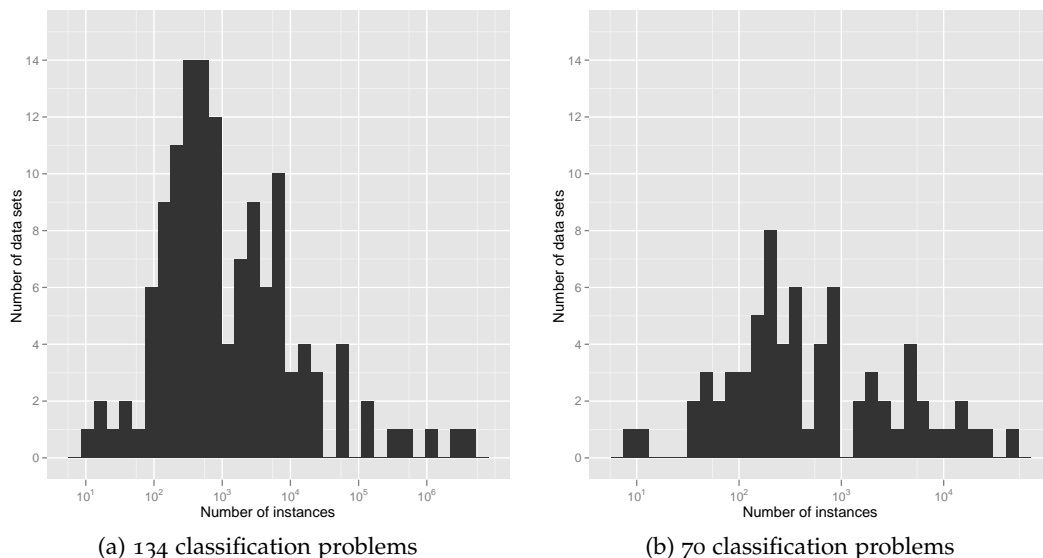 14
12
10
8
6
4
2
0
Number of data sets
10¹ 10² 10³ 10⁴ 10⁵ 10⁶
Number of instances
(a) 134 classification problems
14
12
10
8
6
4
2
0
Number of data sets
10¹ 10² 10³ 10⁴
Number of instances
(b) 70 classification problems